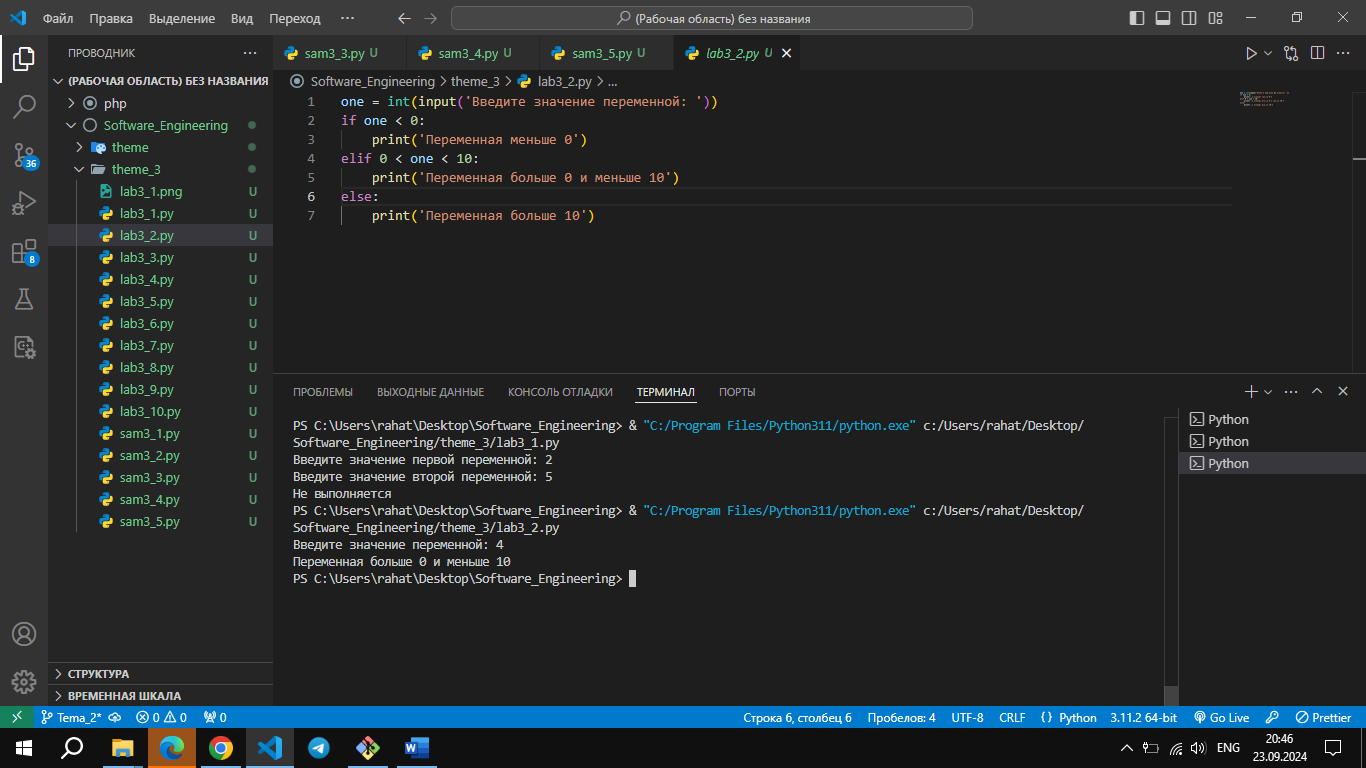 Файл Правка Выделение Вид Переход ··· (Рабочая область) без названия
ПРОВОДНИК ···
(РАБОЧАЯ ОБЛАСТЬ) БЕЗ НАЗВАНИЯ
php
Software_Engineering
theme
theme_3
lab3_1.png U
lab3_1.py U
lab3_2.py U
lab3_3.py U
lab3_4.py U
lab3_5.py U
lab3_6.py U
lab3_7.py U
lab3_8.py U
lab3_9.py U
lab3_10.py U
sam3_1.py U
sam3_2.py U
sam3_3.py U
sam3_4.py U
sam3_5.py U
СТРУКТУРА
ВРЕМЕННАЯ ШКАЛА
36
8
sam3_3.py U sam3_4.py U sam3_5.py U lab3_2.py U
Software_Engineering > theme_3 > lab3_2.py > ...
1 one = int(input('Введите значение переменной: '))
2 if one < 0:
3 print('Переменная меньше 0')
4 elif 0 < one < 10:
5 print('Переменная больше 0 и меньше 10')
6 else:
7 print('Переменная больше 10')
ПРОБЛЕМЫ ВЫХОДНЫЕ ДАННЫЕ КОНСОЛЬ ОТЛАДКИ ТЕРМИНАЛ ПОРТЫ
PS C:\Users\rahat\Desktop\Software_Engineering> & "C:/Program Files/Python311/python.exe" c:/Users/rahat/Desktop/
Software_Engineering/theme_3/lab3_1.py
Введите значение первой переменной: 2
Введите значение второй переменной: 5
Не выполняется
PS C:\Users\rahat\Desktop\Software_Engineering> & "C:/Program Files/Python311/python.exe" c:/Users/rahat/Desktop/
Software_Engineering/theme_3/lab3_2.py
Введите значение переменной: 4
Переменная больше 0 и меньше 10
PS C:\Users\rahat\Desktop\Software_Engineering>
Python
Python
Python
Tema_2* 0 0 0 Строка 6, столбец 6 Пробелов: 4 UTF-8 CRLF Python 3.11.2 64-bit Go Live Prettier
ENG 20:46
23.09.2024